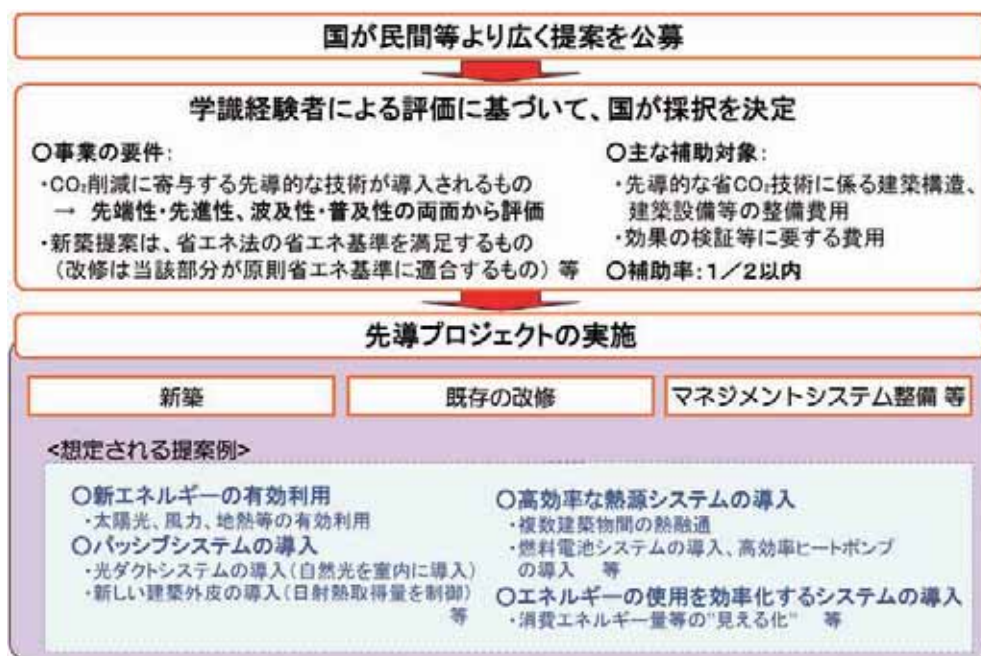 国が民間等より広く提案を公募
学識経験者による評価に基づいて、国が採択を決定
○事業の要件:
・CO₂削減に寄与する先導的な技術が導入されるもの
→ 先端性・先進性、波及性・普及性の両面から評価
・新築提案は、省エネ法の省エネ基準を満足するもの
(改修は当該部分が原則省エネ基準に適合するもの) 等
○主な補助対象:
・先導的な省CO₂技術に係る建築構造、
建築設備等の整備費用
・効果の検証等に要する費用
○補助率:1/2以内
先導プロジェクトの実施
新築
既存の改修
マネジメントシステム整備 等
<想定される提案例>
○新エネルギーの有効利用
・太陽光、風力、地熱等の有効利用
○パッシブシステムの導入
・光ダクトシステムの導入(自然光を室内に導入)
・新しい建築外皮の導入(日射熱取得量を制御)
等
○高効率な熱源システムの導入
・複数建築物間の熱融通
・燃料電池システムの導入、高効率ヒートポンプ
の導入 等
○エネルギーの使用を効率化するシステムの導入
・消費エネルギー量等の"見える化" 等